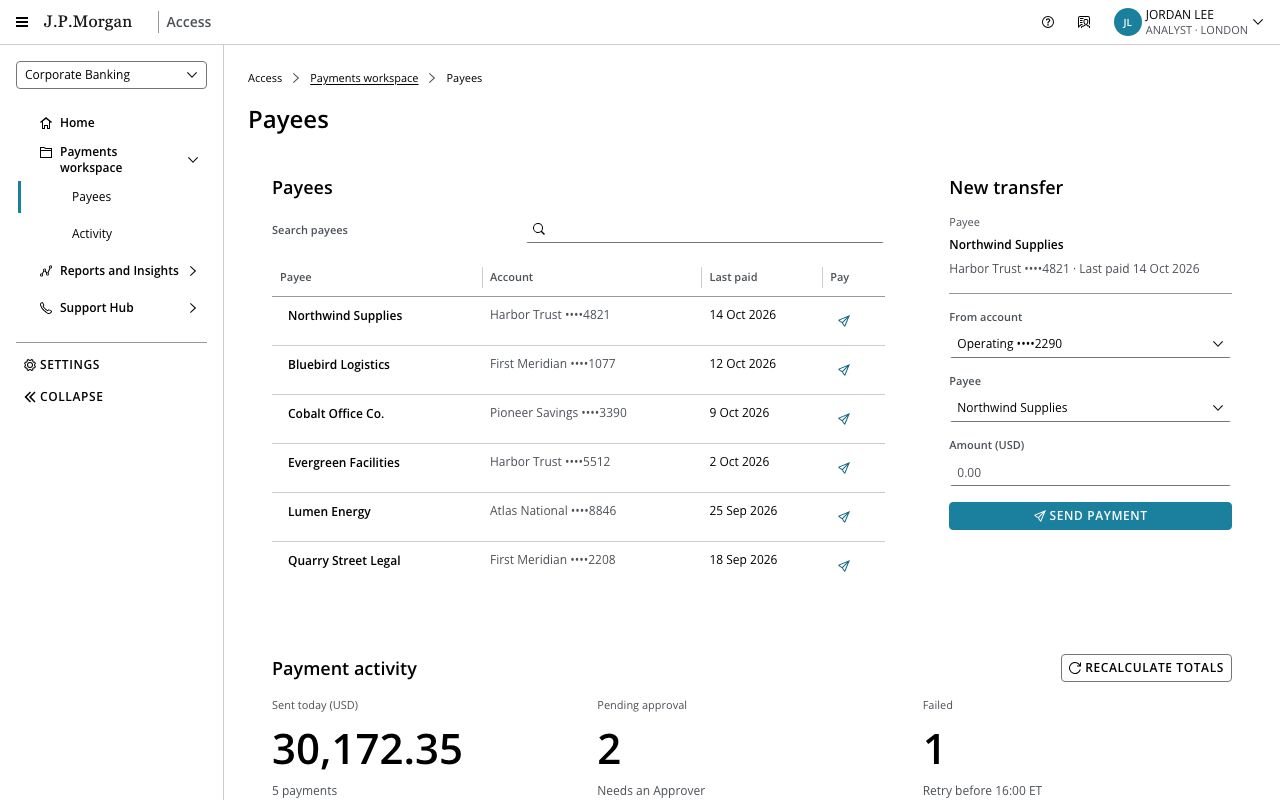 J.P.Morgan
Access
JL
JORDAN LEE
ANALYST · LONDON
Corporate Banking
Home
Payments
workspace
Payees
Activity
Reports and Insights
Support Hub
SETTINGS
COLLAPSE
Access
Payments workspace
Payees
Payees
Payees
Search payees
Payee Account Last paid Pay
Northwind Supplies Harbor Trust ••••4821 14 Oct 2026
Bluebird Logistics First Meridian ••••1077 12 Oct 2026
Cobalt Office Co. Pioneer Savings ••••3390 9 Oct 2026
Evergreen Facilities Harbor Trust ••••5512 2 Oct 2026
Lumen Energy Atlas National ••••8846 25 Sep 2026
Quarry Street Legal First Meridian ••••2208 18 Sep 2026
New transfer
Payee
Northwind Supplies
Harbor Trust ••••4821 · Last paid 14 Oct 2026
From account
Operating ••••2290
Payee
Northwind Supplies
Amount (USD)
0.00
SEND PAYMENT
Payment activity
RECALCULATE TOTALS
Sent today (USD)
30,172.35
5 payments
Pending approval
2
Needs an Approver
Failed
1
Retry before 16:00 ET